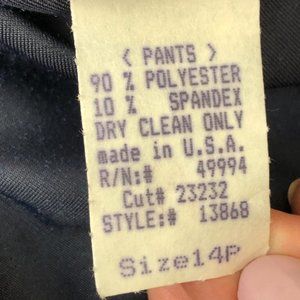 < PANTS >
90 % POLYESTER
10 % SPANDEX
DRY CLEAN ONLY
made in U.S.A.
R/N:# 49994
Cut# 23232
STYLE:# 13868
Size14P